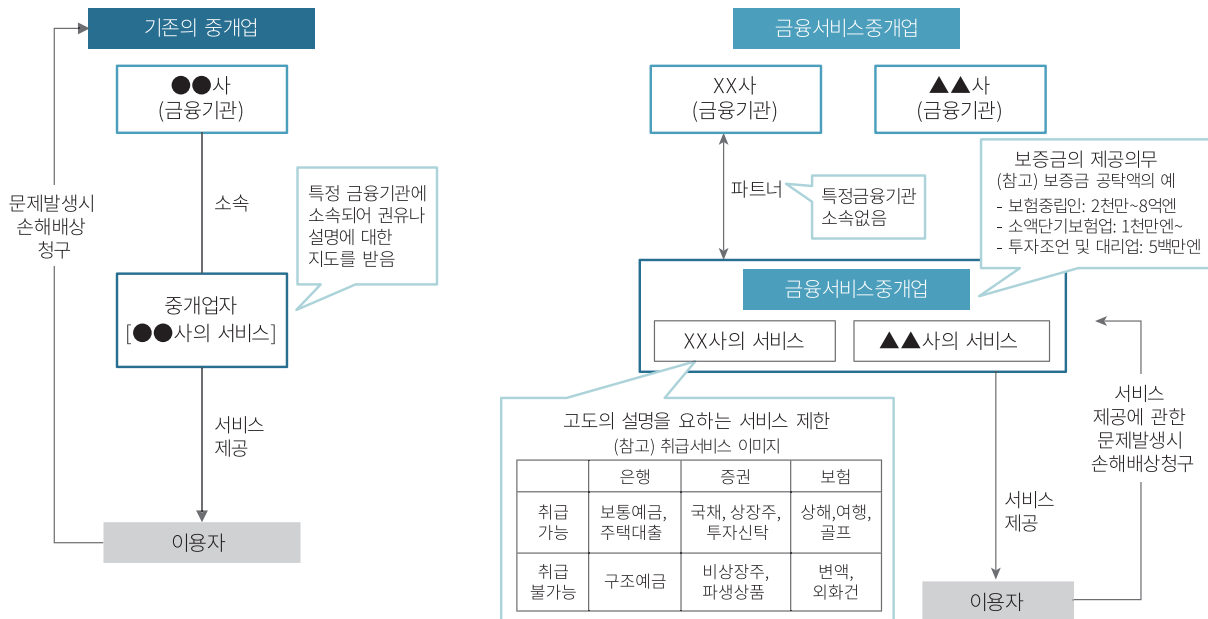 기존의 중개업
●●사
(금융기관)
문제발생시
손해배상
청구
소속
특정 금융기관에
소속되어 권유나
설명에 대한
지도를 받음
중개업자
[●●사의 서비스]
서비스
제공
이용자
금융서비스중개업
XX사
(금융기관)
▲▲사
(금융기관)
파트너
특정금융기관
소속없음
보증금의 제공의무
(참고) 보증금 공탁액의 예
- 보험중립인: 2천만~8억엔
- 소액단기보험업: 1천만엔~
- 투자조언 및 대리업: 5백만엔
금융서비스중개업
XX사의 서비스
▲▲사의 서비스
고도의 설명을 요하는 서비스 제한
(참고) 취급서비스 이미지
은행 증권 보험
취급
가능
보통예금,
주택대출
국채, 상장주,
투자신탁
상해,여행,
골프
취급
불가능
구조예금
비상장주,
파생상품
변액,
외화건
서비스
제공
서비스
제공에 관한
문제발생시
손해배상청구
이용자